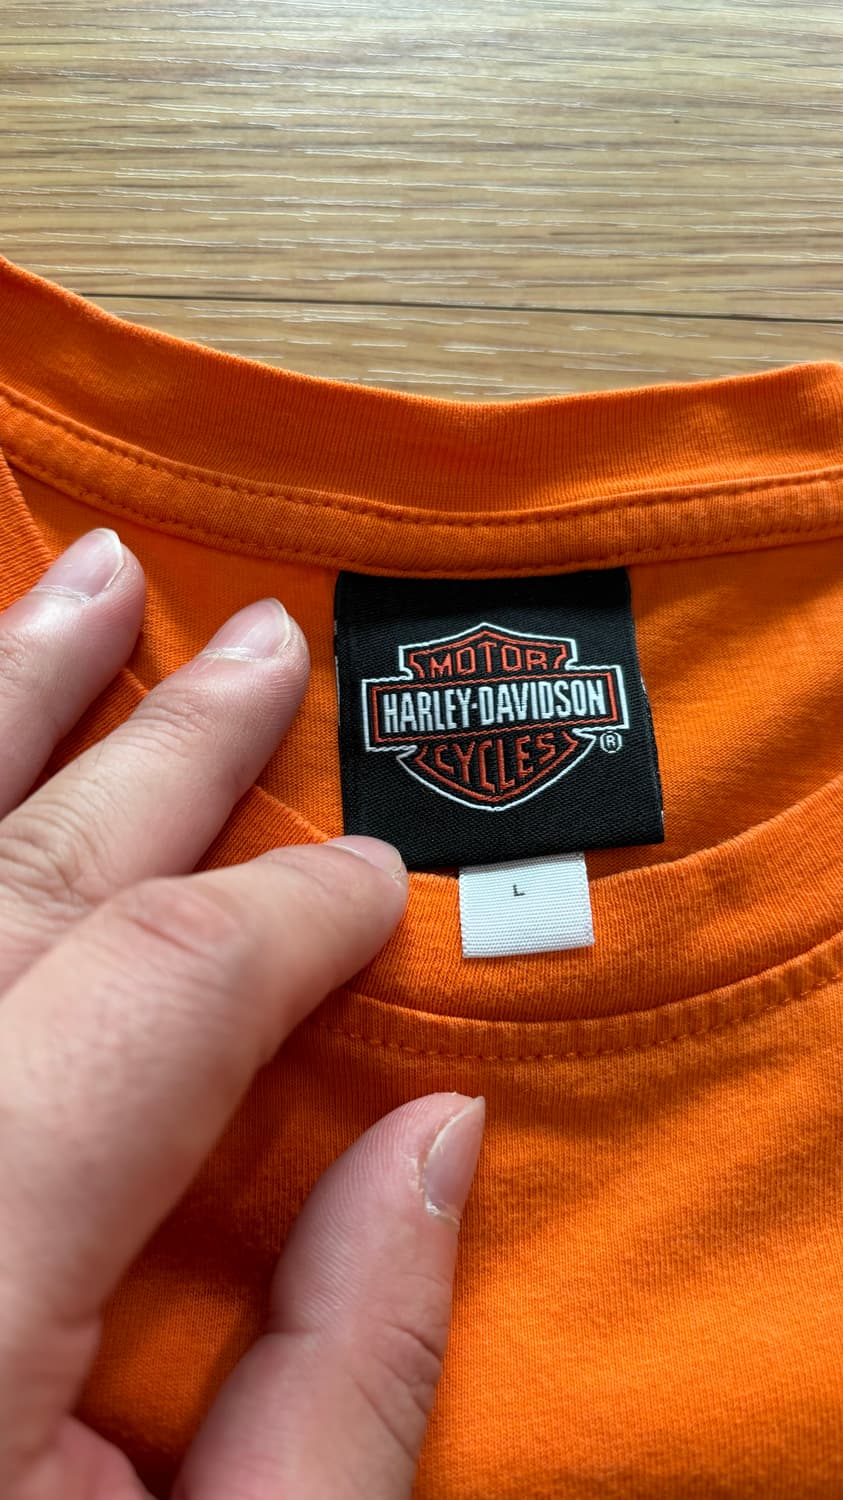 MOTOR
HARLEY-DAVIDSON
CYCLES
®
L